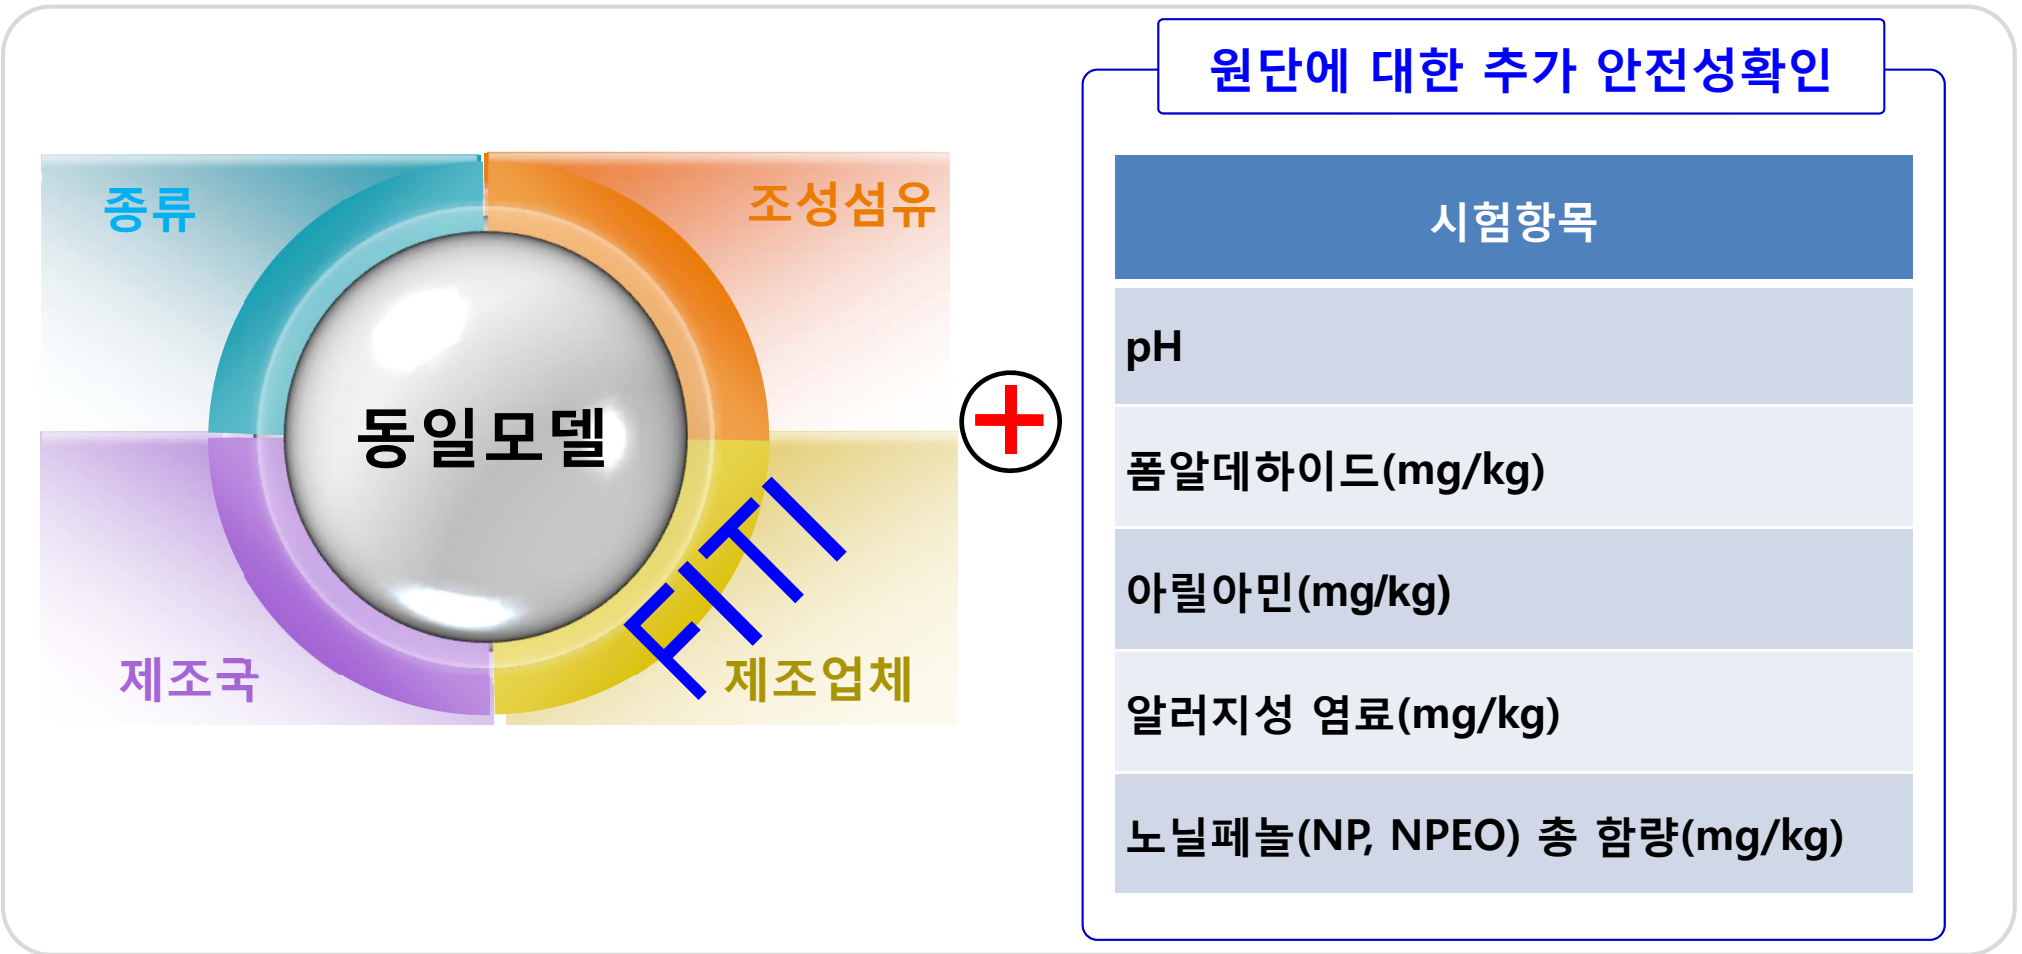 종류
조성섬유
동일모델
제조국
제조업체
FITI
원단에 대한 추가 안전성확인
시험항목
pH
폼알데하이드(mg/kg)
아릴아민(mg/kg)
알러지성 염료(mg/kg)
노닐페놀(NP, NPEO) 총 함량(mg/kg)